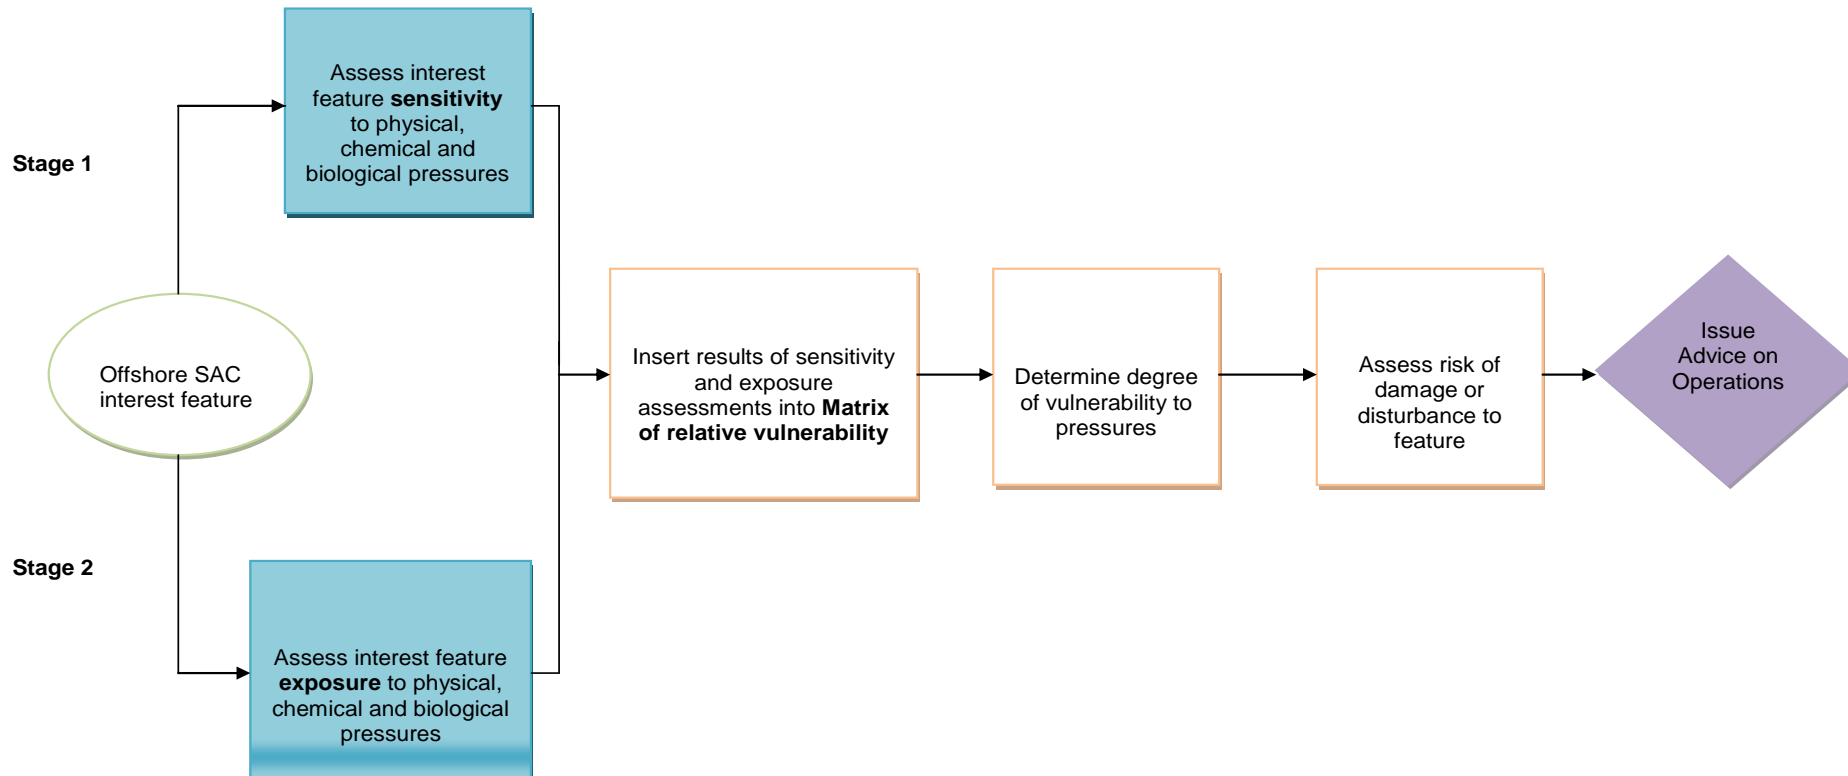 Assess interest
feature sensitivity
to physical,
chemical and
biological pressures
Stage 1
Offshore SAC
interest feature
Insert results of sensitivity
and exposure
assessments into Matrix
of relative vulnerability
Determine degree
of vulnerability to
pressures
Assess risk of
damage or
disturbance to
feature
Issue
Advice on
Operations
Stage 2
Assess interest feature
exposure to physical,
chemical and biological
pressures